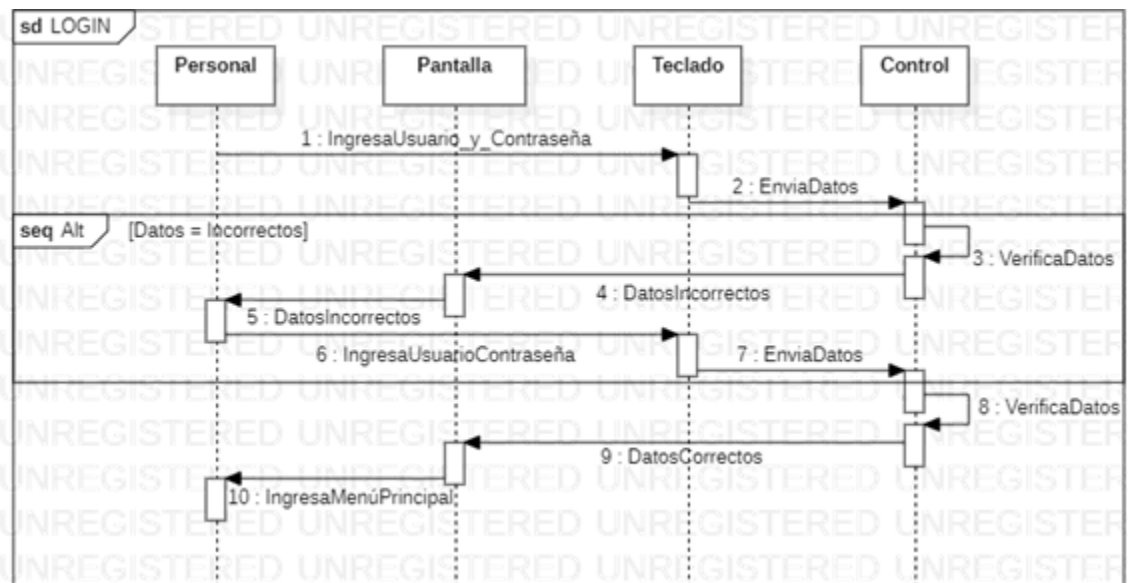 sd LOGIN
Personal
Pantalla
Teclado
Control
1 : IngresaUsuario_y_Contraseña
2 : EnviaDatos
seq Alt
[Datos = Incorrectos]
3 : VerificaDatos
4 : DatosIncorrectos
5 : DatosIncorrectos
6 : IngresaUsuarioContraseña
7 : EnviaDatos
8 : VerificaDatos
9 : DatosCorrectos
10 : IngresaMenúPrincipal
UNREGISTERED